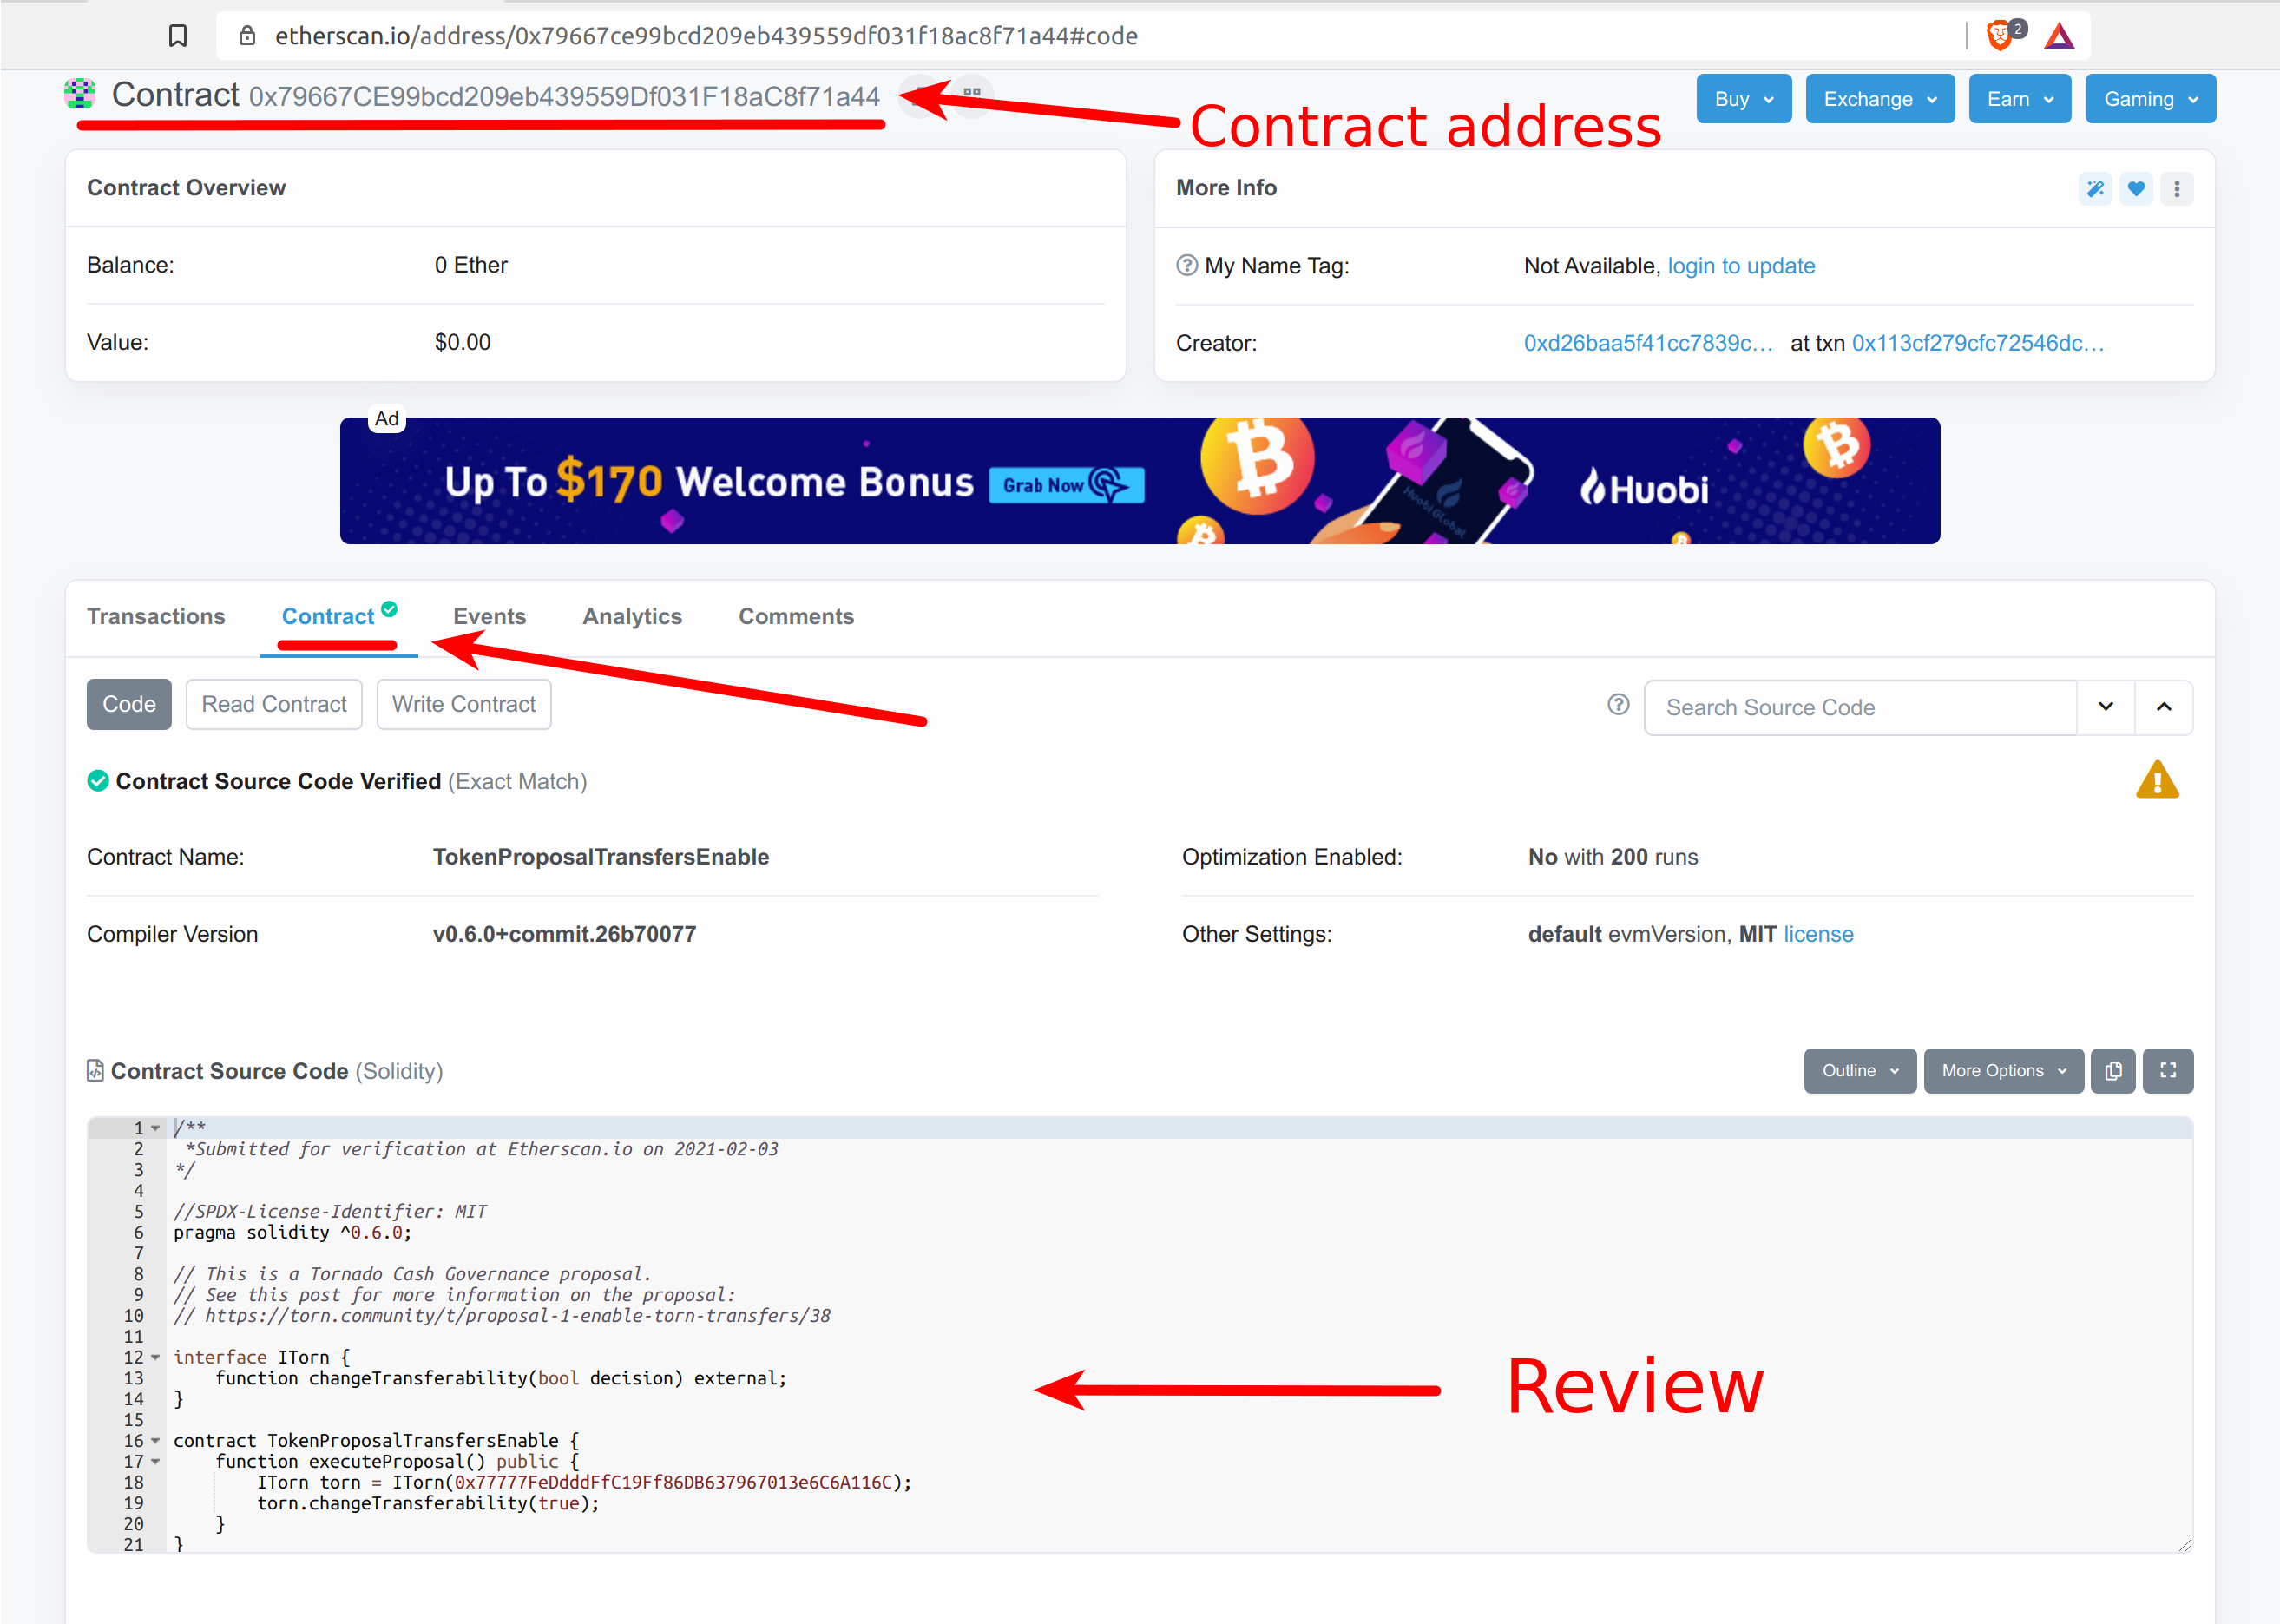 etherscan.io/address/0x79667ce99bcd209eb439559df031f18ac8f71a44#code
2
Contract 0x79667CE99bcd209eb439559Df031F18aC8f71a44
Contract address
Buy
Exchange
Earn
Gaming
Contract Overview
Balance: 0 Ether
Value: $0.00
More Info
My Name Tag: Not Available, login to update
Creator: 0xd26baa5f41cc7839c... at txn 0x113cf279cfc72546dc...
Ad
Up To $170 Welcome Bonus
Grab Now
Huobi Global
Huobi
Transactions
Contract
Events
Analytics
Comments
Code
Read Contract
Write Contract
Search Source Code
Contract Source Code Verified (Exact Match)
Contract Name: TokenProposalTransfersEnable
Optimization Enabled: No with 200 runs
Compiler Version v0.6.0+commit.26b70077
Other Settings: default evmVersion, MIT license
Contract Source Code (Solidity)
Outline
More Options
1 /**
2 *Submitted for verification at Etherscan.io on 2021-02-03
3 */
4
5 //SPDX-License-Identifier: MIT
6 pragma solidity ^0.6.0;
7
8 // This is a Tornado Cash Governance proposal.
9 // See this post for more information on the proposal:
10 // https://torn.community/t/proposal-1-enable-torn-transfers/38
11
12 interface ITorn {
13 function changeTransferability(bool decision) external;
14 }
15
16 contract TokenProposalTransfersEnable {
17 function executeProposal() public {
18 ITorn torn = ITorn(0x77777FeDdddFfC19Ff86DB637967013e6C6A116C);
19 torn.changeTransferability(true);
20 }
21 }
Review